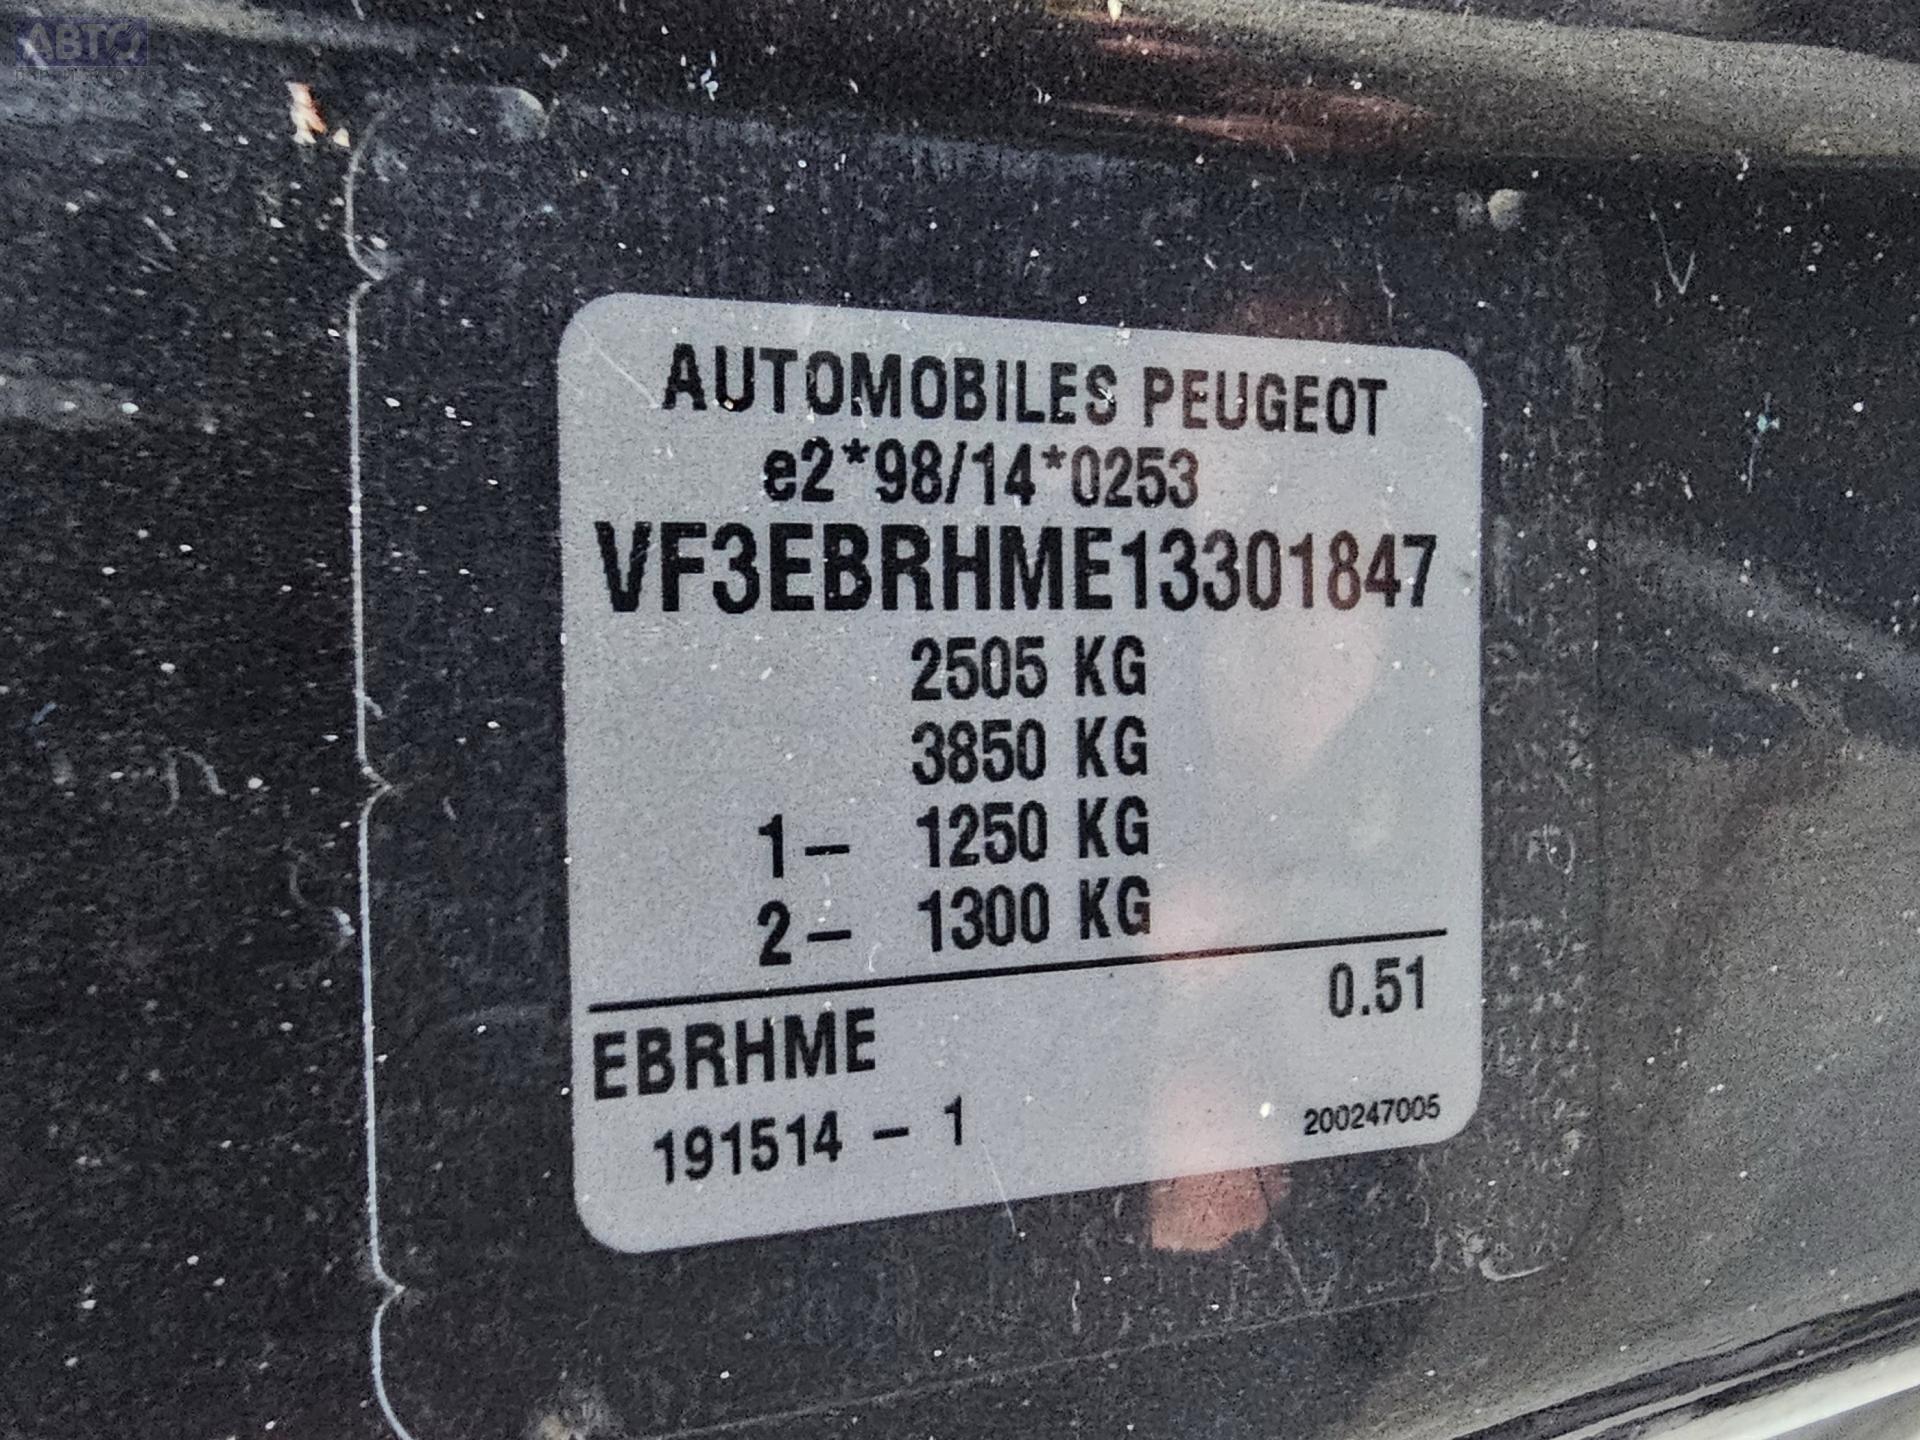 АВТО
AUTOMOBILES PEUGEOT
e2*98/14*0253
VF3EBRHME13301847
2505 KG
3850 KG
1- 1250 KG
2- 1300 KG
0.51
EBRHME
191514 - 1
200247005